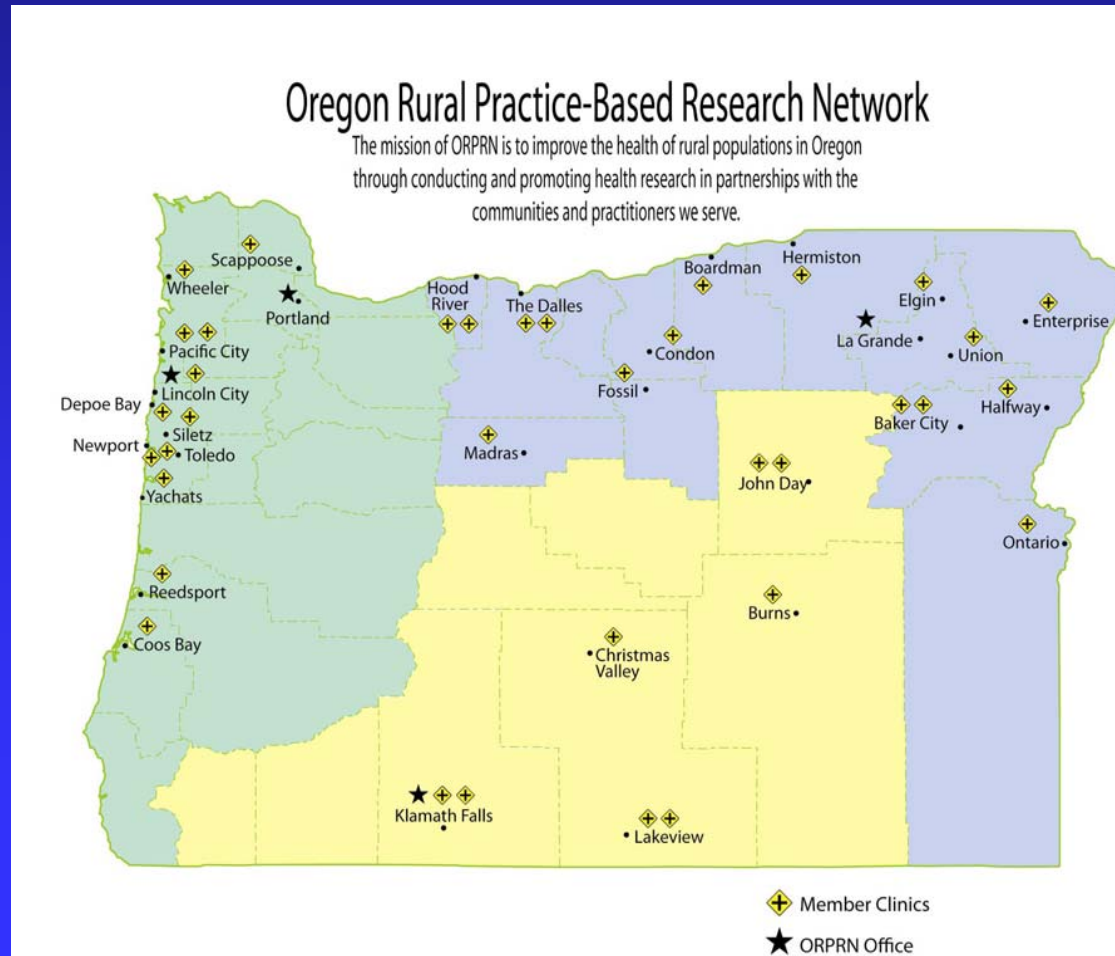 Oregon Rural Practice-Based Research Network
The mission of ORPRN is to improve the health of rural populations in Oregon
through conducting and promoting health research in partnerships with the
communities and practitioners we serve.
Scappoose
Wheeler
Portland
Pacific City
Lincoln City
Depoe Bay
Siletz
Newport
Toledo
Yachats
Reedsport
Coos Bay
Hood
River
The Dalles
Boardman
Hermiston
Elgin
Enterprise
La Grande
Union
Condon
Fossil
Halfway
Baker City
Madras
John Day
Ontario
Burns
Christmas
Valley
Klamath Falls
Lakeview
Member Clinics
ORPRN Office